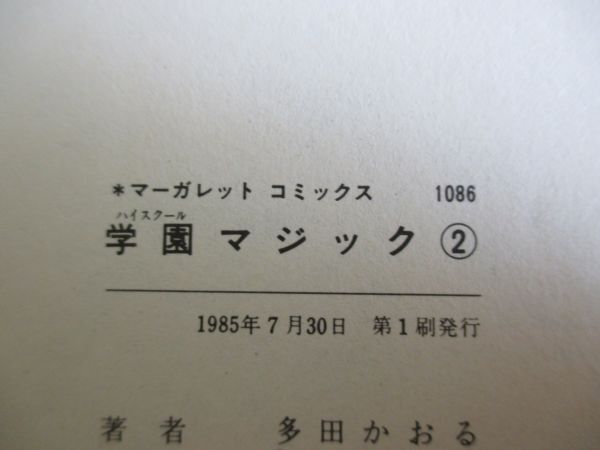 *マーガレット コミックス 1086
ハイスクール
学園マジック②
1985年7月30日 第1刷発行
著者 多田かおる